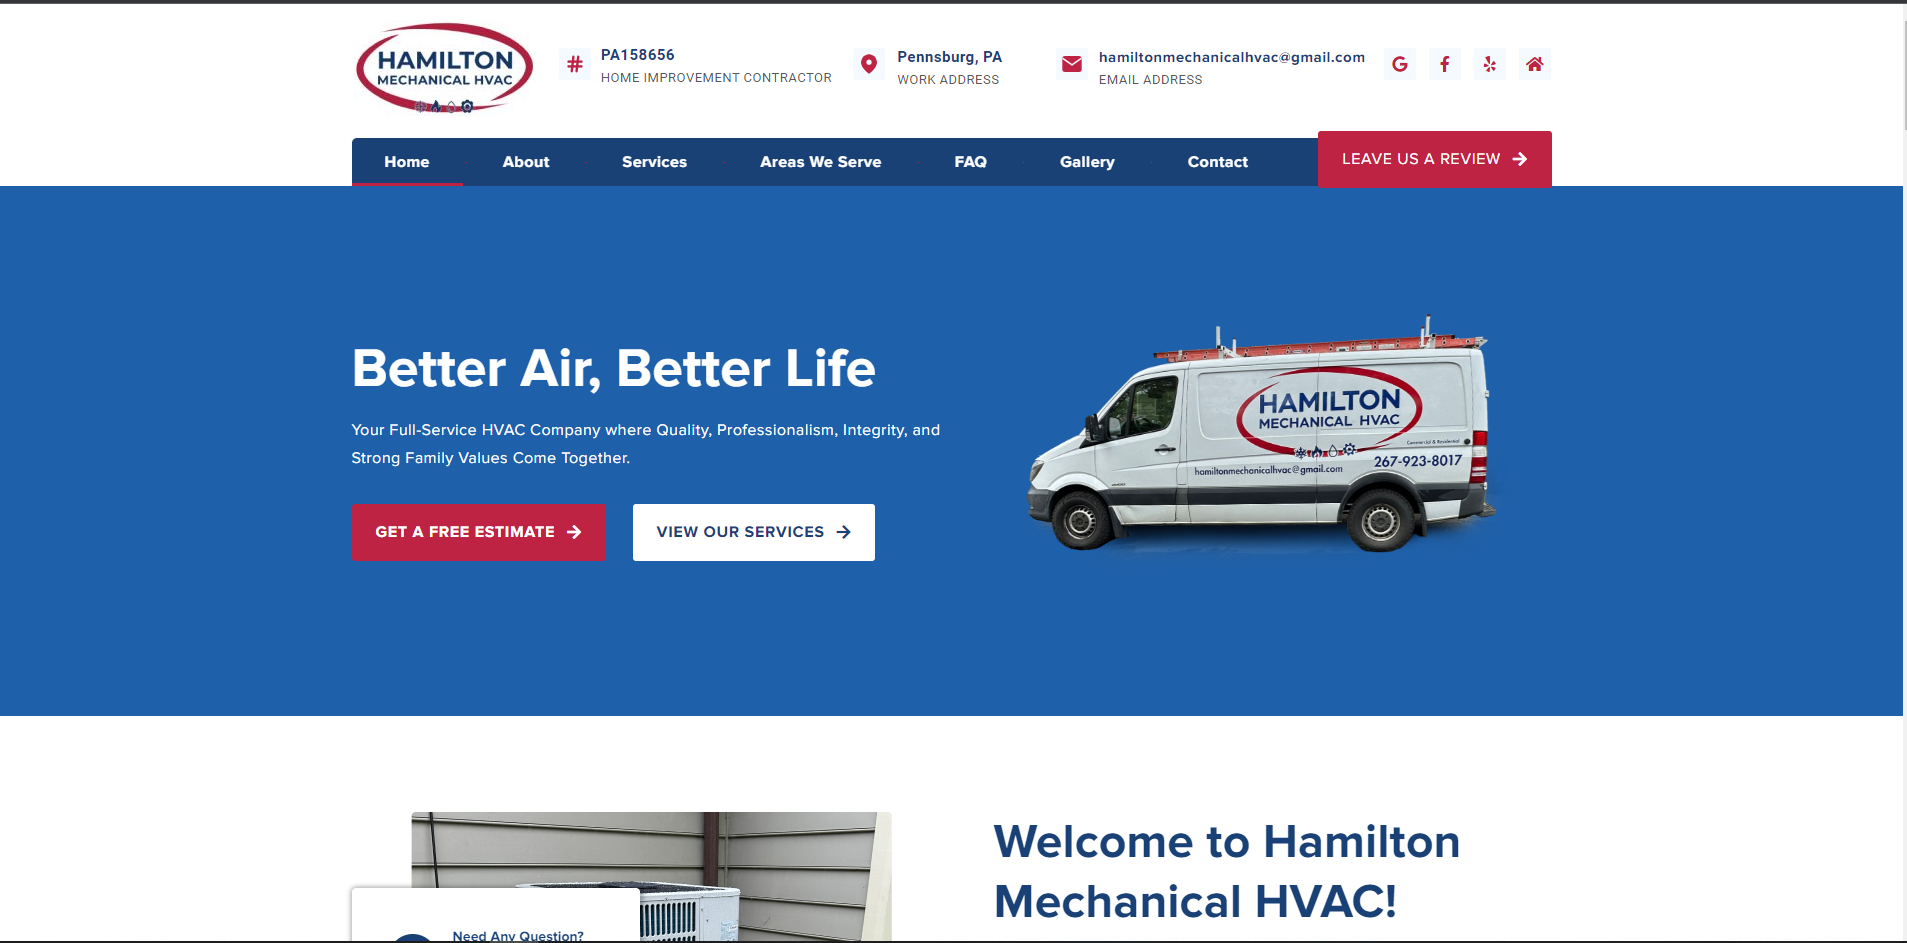 HAMILTON
MECHANICAL HVAC
PA158656
HOME IMPROVEMENT CONTRACTOR
Pennsburg, PA
WORK ADDRESS
hamiltonmechanicalhvac@gmail.com
EMAIL ADDRESS
Home
About
Services
Areas We Serve
FAQ
Gallery
Contact
LEAVE US A REVIEW
Better Air, Better Life
Your Full-Service HVAC Company where Quality, Professionalism, Integrity, and
Strong Family Values Come Together.
GET A FREE ESTIMATE
VIEW OUR SERVICES
HAMILTON
MECHANICAL HVAC
Commercial & Residential
267-923-8017
hamiltonmechanicalhvac@gmail.com
Welcome to Hamilton
Mechanical HVAC!
Need Any Question?